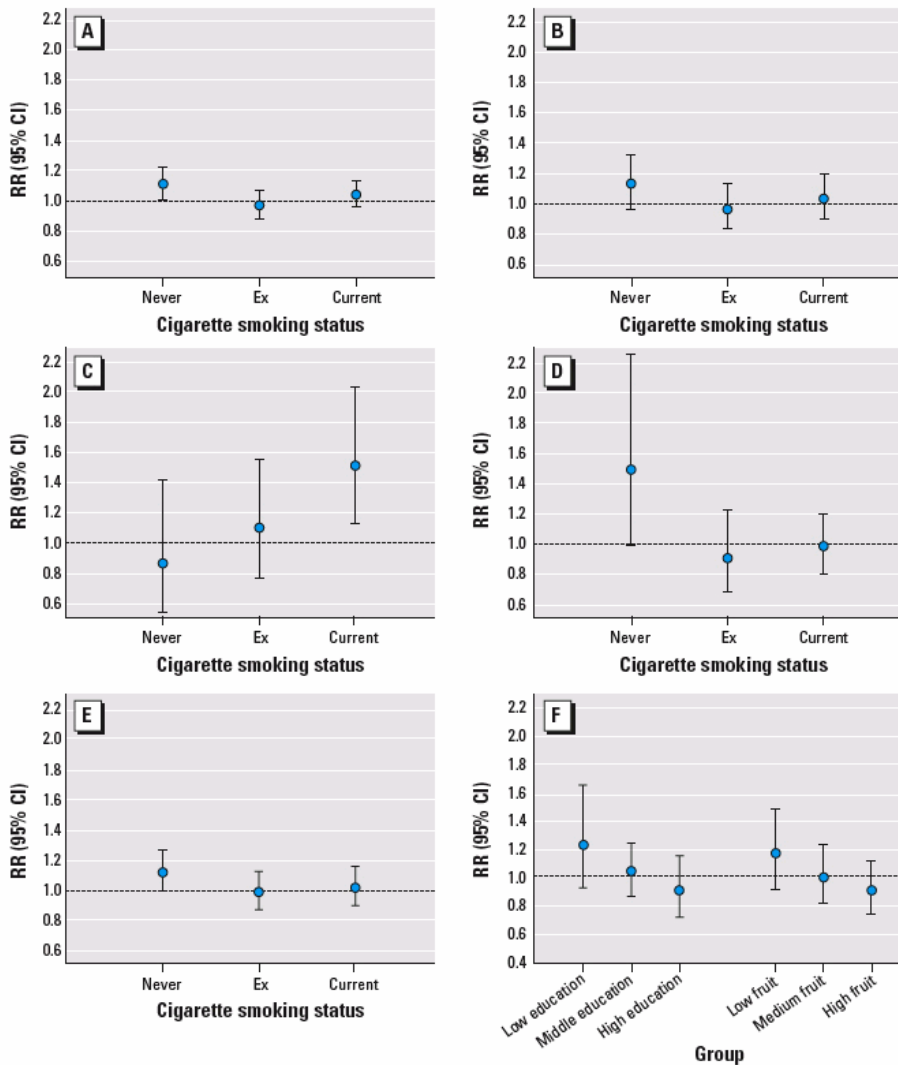 A
RR (95% CI)
2.2
2.0
1.8
1.6
1.4
1.2
1.0
0.8
0.6
Never Ex Current
Cigarette smoking status
B
RR (95% CI)
2.2
2.0
1.8
1.6
1.4
1.2
1.0
0.8
0.6
Never Ex Current
Cigarette smoking status
C
RR (95% CI)
2.2
2.0
1.8
1.6
1.4
1.2
1.0
0.8
0.6
Never Ex Current
Cigarette smoking status
D
RR (95% CI)
2.2
2.0
1.8
1.6
1.4
1.2
1.0
0.8
0.6
Never Ex Current
Cigarette smoking status
E
RR (95% CI)
2.2
2.0
1.8
1.6
1.4
1.2
1.0
0.8
0.6
Never Ex Current
Cigarette smoking status
F
RR (95% CI)
2.2
2.0
1.8
1.6
1.4
1.2
1.0
0.8
0.6
0.4
Low education
Middle education
High education
Low fruit
Medium fruit
High fruit
Group